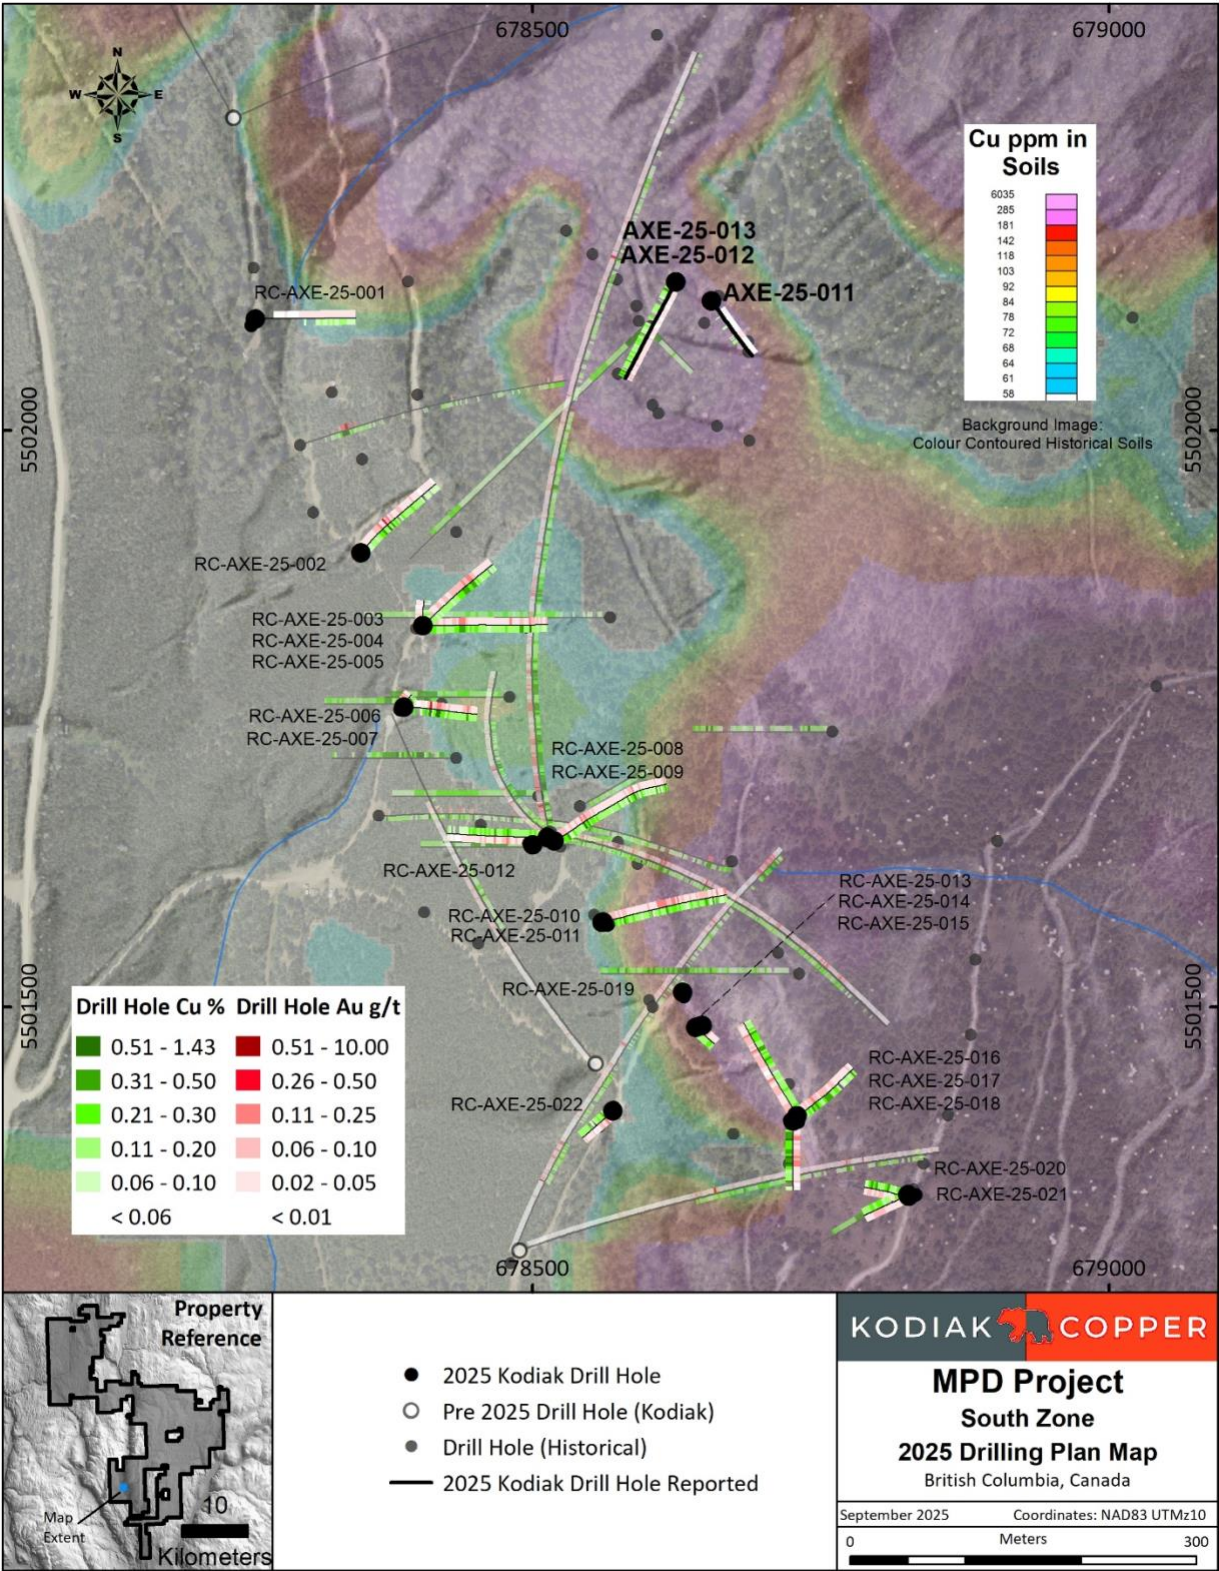 678500
679000
N
W
E
S
Cu ppm in
Soils
6035
285
181
142
118
103
92
84
78
72
68
64
61
58
Background Image:
Colour Contoured Historical Soils
AXE-25-013
AXE-25-012
AXE-25-011
RC-AXE-25-001
5502000
5502000
RC-AXE-25-002
RC-AXE-25-003
RC-AXE-25-004
RC-AXE-25-005
RC-AXE-25-006
RC-AXE-25-007
RC-AXE-25-008
RC-AXE-25-009
RC-AXE-25-012
RC-AXE-25-013
RC-AXE-25-014
RC-AXE-25-015
RC-AXE-25-010
RC-AXE-25-011
RC-AXE-25-019
5501500
5501500
RC-AXE-25-016
RC-AXE-25-017
RC-AXE-25-018
RC-AXE-25-022
RC-AXE-25-020
RC-AXE-25-021
Drill Hole Cu % Drill Hole Au g/t
0.51 - 1.43 0.51 - 10.00
0.31 - 0.50 0.26 - 0.50
0.21 - 0.30 0.11 - 0.25
0.11 - 0.20 0.06 - 0.10
0.06 - 0.10 0.02 - 0.05
< 0.06 < 0.01
678500
679000
Property
Reference
Map
Extent
10
Kilometers
2025 Kodiak Drill Hole
Pre 2025 Drill Hole (Kodiak)
Drill Hole (Historical)
2025 Kodiak Drill Hole Reported
KODIAK COPPER
MPD Project
South Zone
2025 Drilling Plan Map
British Columbia, Canada
September 2025 Coordinates: NAD83 UTMz10
0 Meters 300